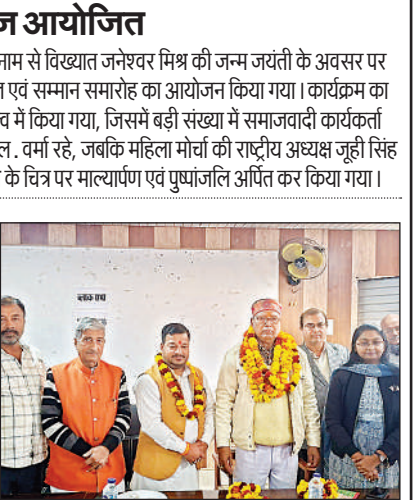 ज आयोजित
नाम से विख्यात जनेश्वर मिश्र की जन्म जयंती के अवसर पर
एवं सम्मान समारोह का आयोजन किया गया। कार्यक्रम का
में किया गया, जिसमें बड़ी संख्या में समाजवादी कार्यकर्ता
ल. वर्मा रहे, जबकि महिला मोर्चा की राष्ट्रीय अध्यक्ष जूही सिंह
के चित्र पर माल्यार्पण एवं पुष्पांजलि अर्पित कर किया गया।
ब्लाक सभा